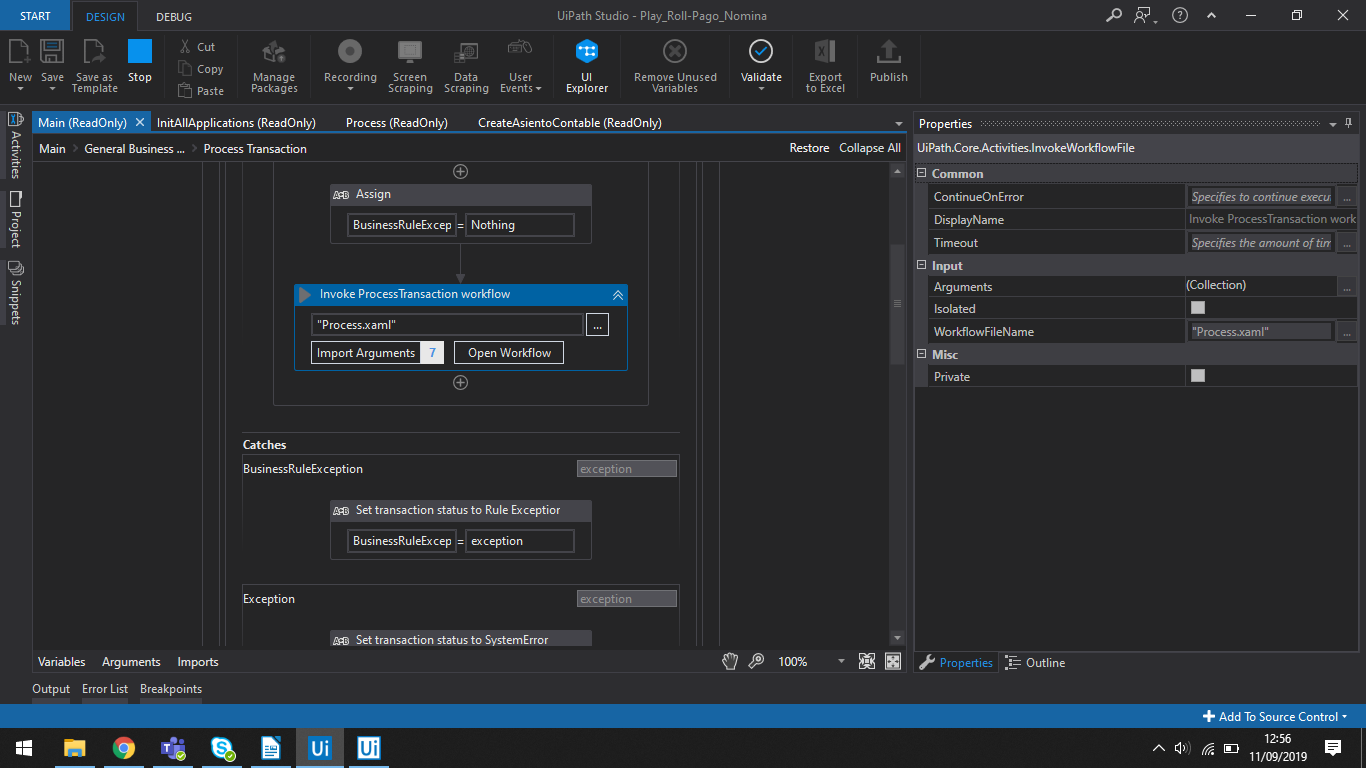 START DESIGN DEBUG UiPath Studio - Play_Roll-Pago_Nomina
New Save Save as Template Stop Cut Copy Paste Manage Packages Recording Screen Scraping Data Scraping User Events UI Explorer Remove Unused Variables Validate Export to Excel Publish
Main (ReadOnly) InitAllApplications (ReadOnly) Process (ReadOnly) CreateAsientoContable (ReadOnly)
Main General Business ... Process Transaction Restore Collapse All
Activities
Project
Snippets
A*B Assign
BusinessRuleExcep = Nothing
Invoke ProcessTransaction workflow
"Process.xaml" ...
Import Arguments 7 Open Workflow
Catches
BusinessRuleException exception
A*B Set transaction status to Rule Exception
BusinessRuleExcep = exception
Exception exception
A*B Set transaction status to SystemError
Properties
UiPath.Core.Activities.InvokeWorkflowFile
Common
ContinueOnError Specifies to continue execu ...
DisplayName Invoke ProcessTransaction work
Timeout Specifies the amount of tim ...
Input
Arguments (Collection) ...
Isolated
WorkflowFileName "Process.xaml" ...
Misc
Private
Variables Arguments Imports 100%
Properties Outline
Output Error List Breakpoints
Add To Source Control
Ui Ui
12:56
11/09/2019